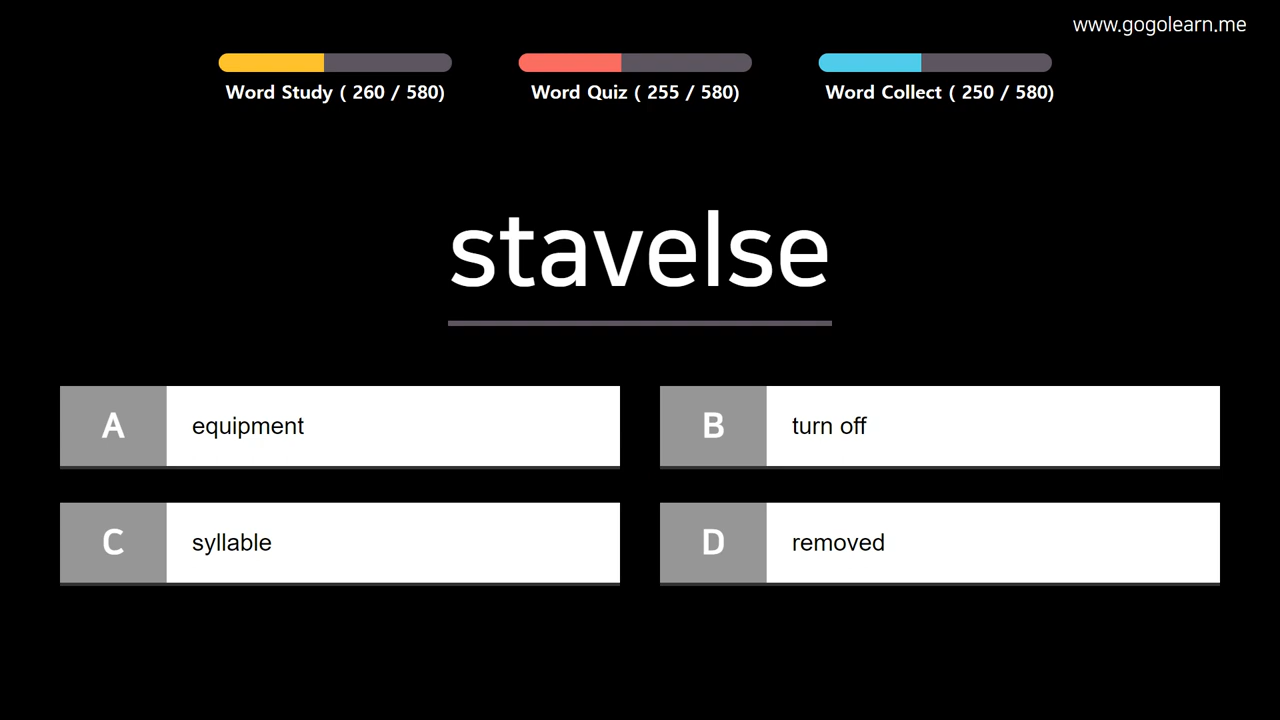 www.gogolearn.me
Word Study ( 260 / 580)
Word Quiz ( 255 / 580)
Word Collect ( 250 / 580)
stavelse
A equipment
B turn off
C syllable
D removed